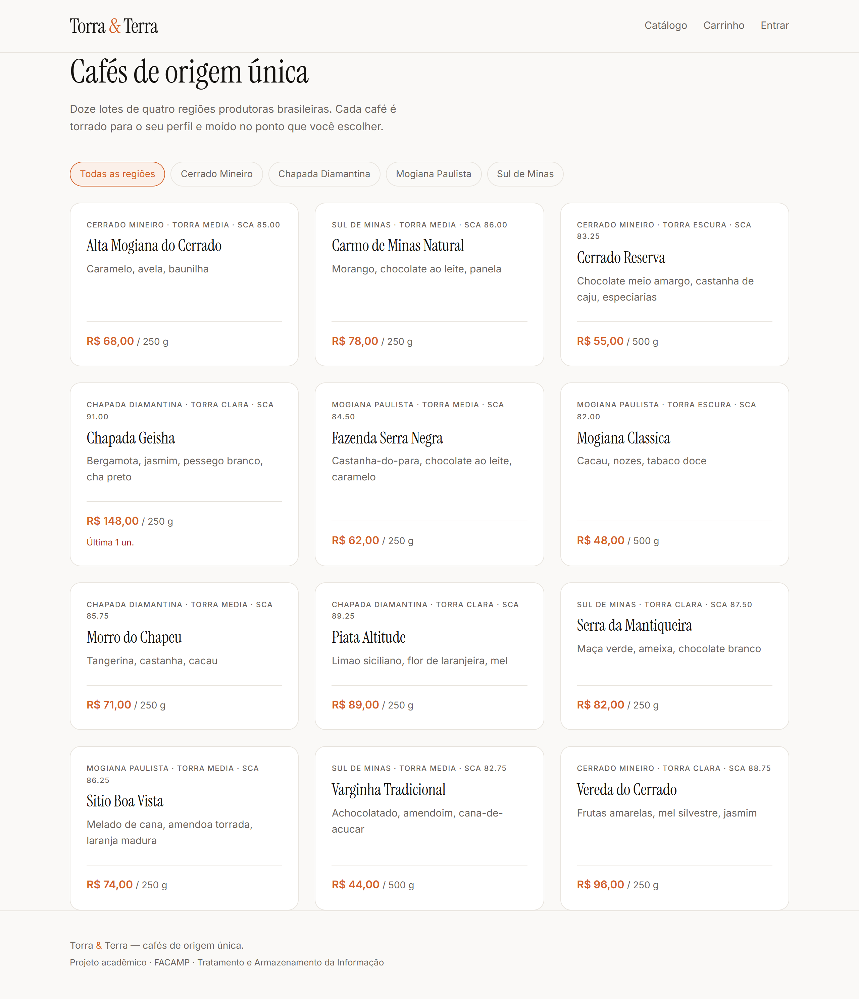 Torra & Terra
Catálogo
Carrinho
Entrar
Cafés de origem única
Doze lotes de quatro regiões produtoras brasileiras. Cada café é
torrado para o seu perfil e moído no ponto que você escolher.
Todas as regiões
Cerrado Mineiro
Chapada Diamantina
Mogiana Paulista
Sul de Minas
CERRADO MINEIRO · TORRA MEDIA · SCA 85.00
Alta Mogiana do Cerrado
Caramelo, avela, baunilha
R$ 68,00 / 250 g
SUL DE MINAS · TORRA MEDIA · SCA 86.00
Carmo de Minas Natural
Morango, chocolate ao leite, panela
R$ 78,00 / 250 g
CERRADO MINEIRO · TORRA ESCURA · SCA
83.25
Cerrado Reserva
Chocolate meio amargo, castanha de
caju, especiarias
R$ 55,00 / 500 g
CHAPADA DIAMANTINA · TORRA CLARA · SCA
91.00
Chapada Geisha
Bergamota, jasmim, pessego branco,
cha preto
R$ 148,00 / 250 g
Última 1 un.
MOGIANA PAULISTA · TORRA MEDIA · SCA
84.50
Fazenda Serra Negra
Castanha-do-para, chocolate ao leite,
caramelo
R$ 62,00 / 250 g
MOGIANA PAULISTA · TORRA ESCURA · SCA
82.00
Mogiana Classica
Cacau, nozes, tabaco doce
R$ 48,00 / 500 g
CHAPADA DIAMANTINA · TORRA MEDIA · SCA
85.75
Morro do Chapeu
Tangerina, castanha, cacau
R$ 71,00 / 250 g
CHAPADA DIAMANTINA · TORRA CLARA · SCA
89.25
Piata Altitude
Limao siciliano, flor de laranjeira, mel
R$ 89,00 / 250 g
SUL DE MINAS · TORRA CLARA · SCA 87.50
Serra da Mantiqueira
Maça verde, ameixa, chocolate branco
R$ 82,00 / 250 g
MOGIANA PAULISTA · TORRA MEDIA · SCA
86.25
Sitio Boa Vista
Melado de cana, amendoa torrada,
laranja madura
R$ 74,00 / 250 g
SUL DE MINAS · TORRA MEDIA · SCA 82.75
Varginha Tradicional
Achocolatado, amendoim, cana-de-
acucar
R$ 44,00 / 500 g
CERRADO MINEIRO · TORRA CLARA · SCA 88.75
Vereda do Cerrado
Frutas amarelas, mel silvestre, jasmim
R$ 96,00 / 250 g
Torra & Terra — cafés de origem única.
Projeto acadêmico · FACAMP · Tratamento e Armazenamento da Informação